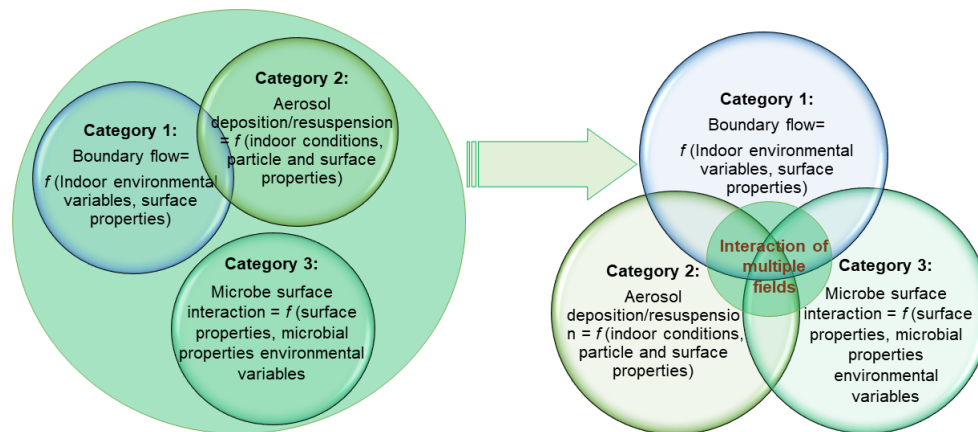 Category 1:
Boundary flow=
f (Indoor environmental
variables, surface
properties)
Category 2:
Aerosol
deposition/resuspension
= f (indoor conditions,
particle and surface
properties)
Category 3:
Microbe surface
interaction = f (surface
properties, microbial
properties environmental
variables
Category 1:
Boundary flow=
f (Indoor environmental
variables, surface
properties)
Interaction of
multiple
fields
Category 2:
Aerosol
deposition/resuspensio
n = f (indoor conditions,
particle and surface
properties)
Category 3:
Microbe surface
interaction = f (surface
properties, microbial
properties
environmental
variables